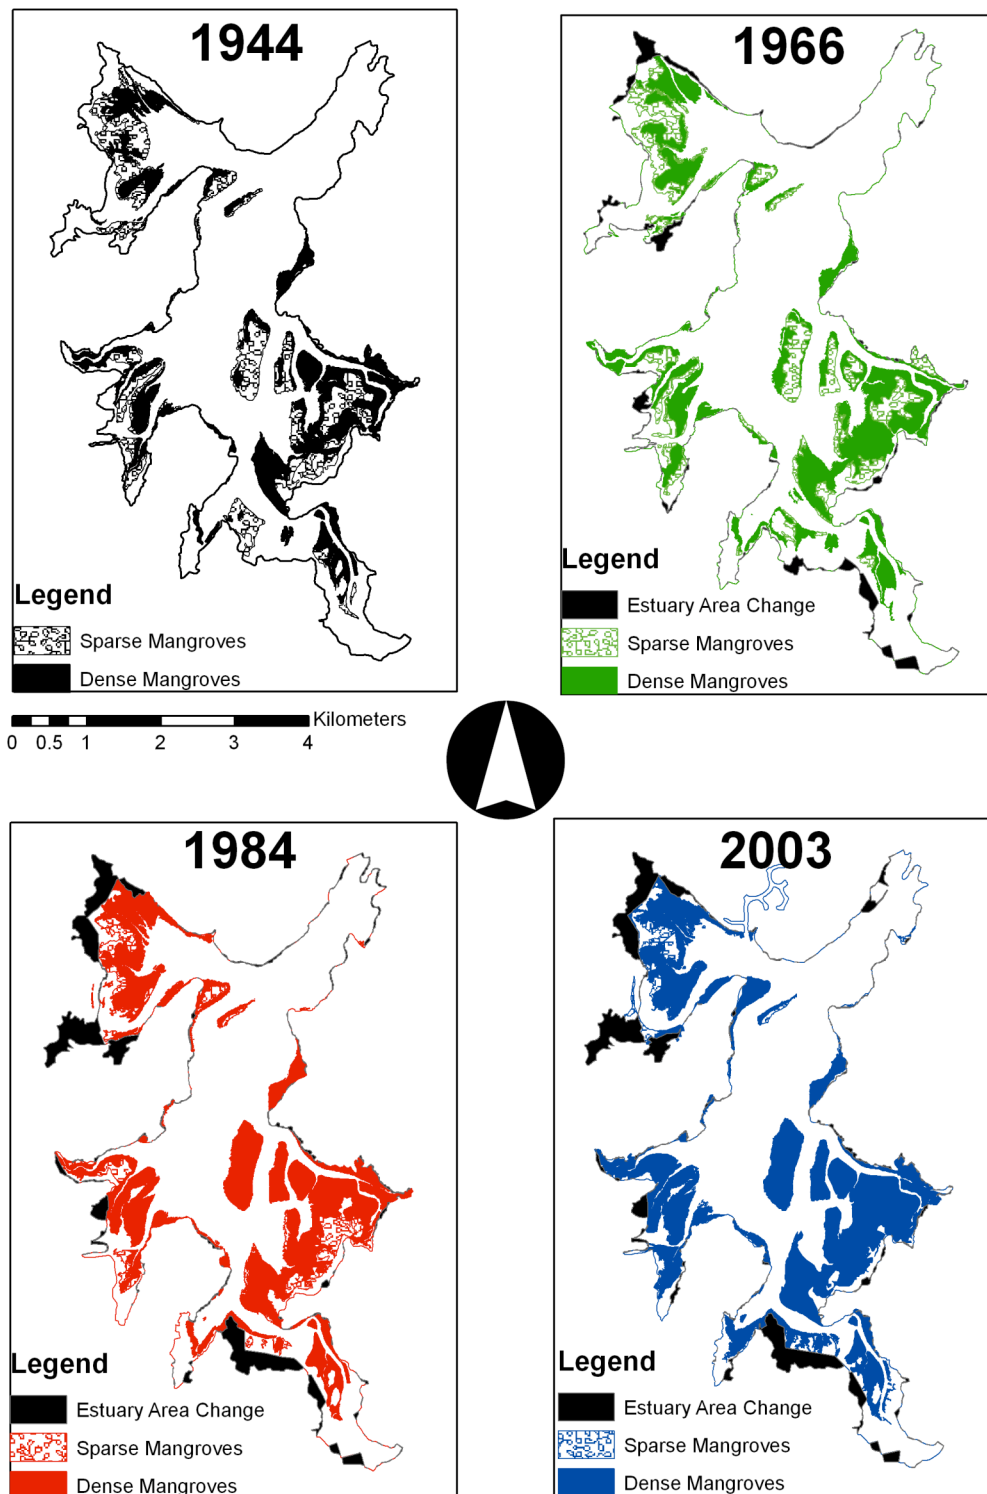 1944
Legend
Sparse Mangroves
Dense Mangroves
1966
Legend
Estuary Area Change
Sparse Mangroves
Dense Mangroves
Kilometers
0 0.5 1 2 3 4
1984
Legend
Estuary Area Change
Sparse Mangroves
Dense Mangroves
2003
Legend
Estuary Area Change
Sparse Mangroves
Dense Mangroves